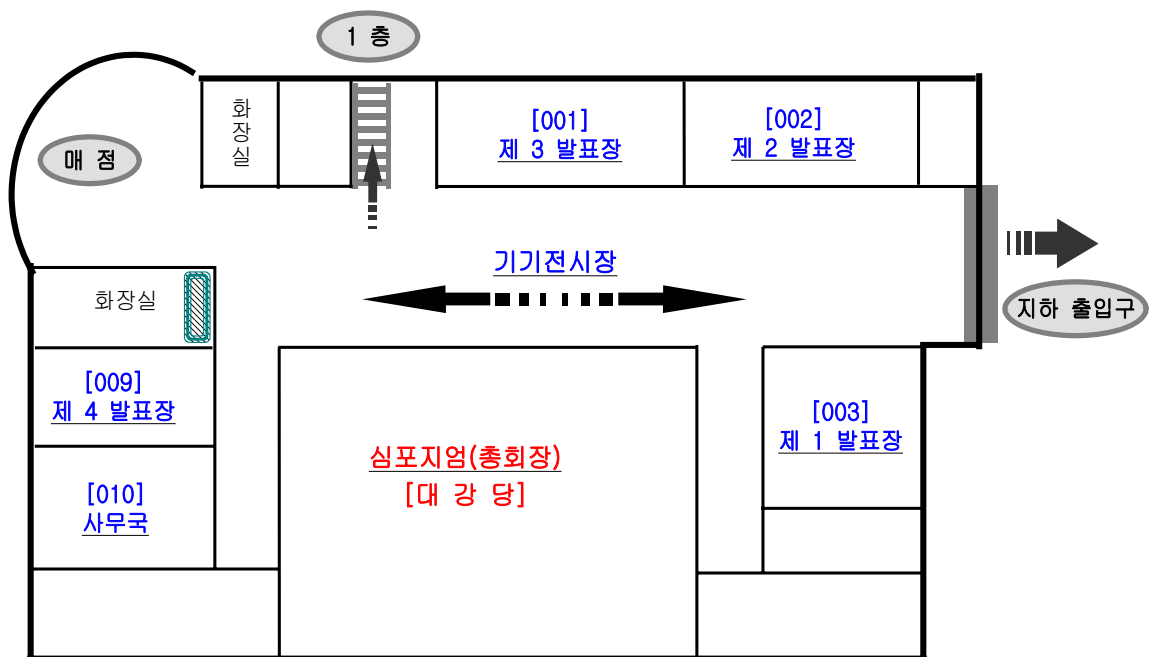 1 층
화
장
실
[001]
제 3 발표장
[002]
제 2 발표장
매 점
기기전시장
지하 출입구
화장실
[009]
제 4 발표장
[003]
제 1 발표장
심포지엄(총회장)
[대 강 당]
[010]
사무국